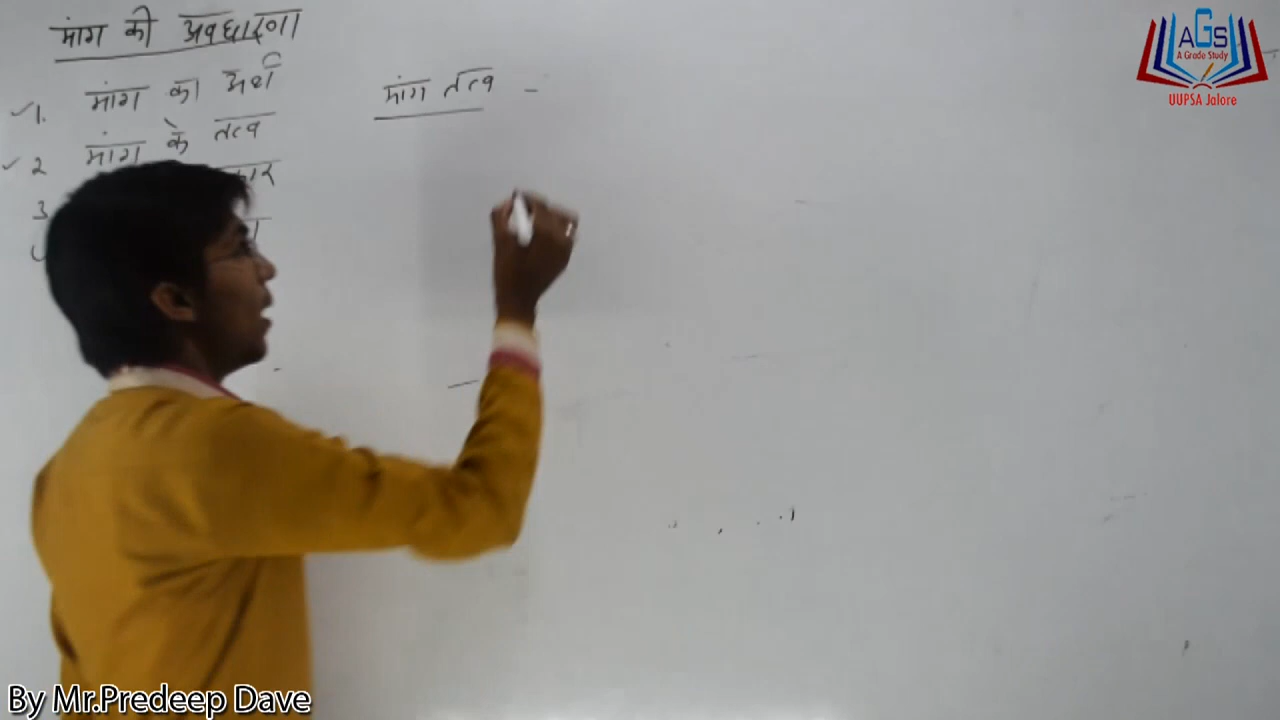 मांग की अवधारणा
1. मांग का अर्थ
2 मांग के तत्व
3
मांग तत्व -
AGS
A Grade Study
UUPSA Jalore
By Mr.Predeep Dave